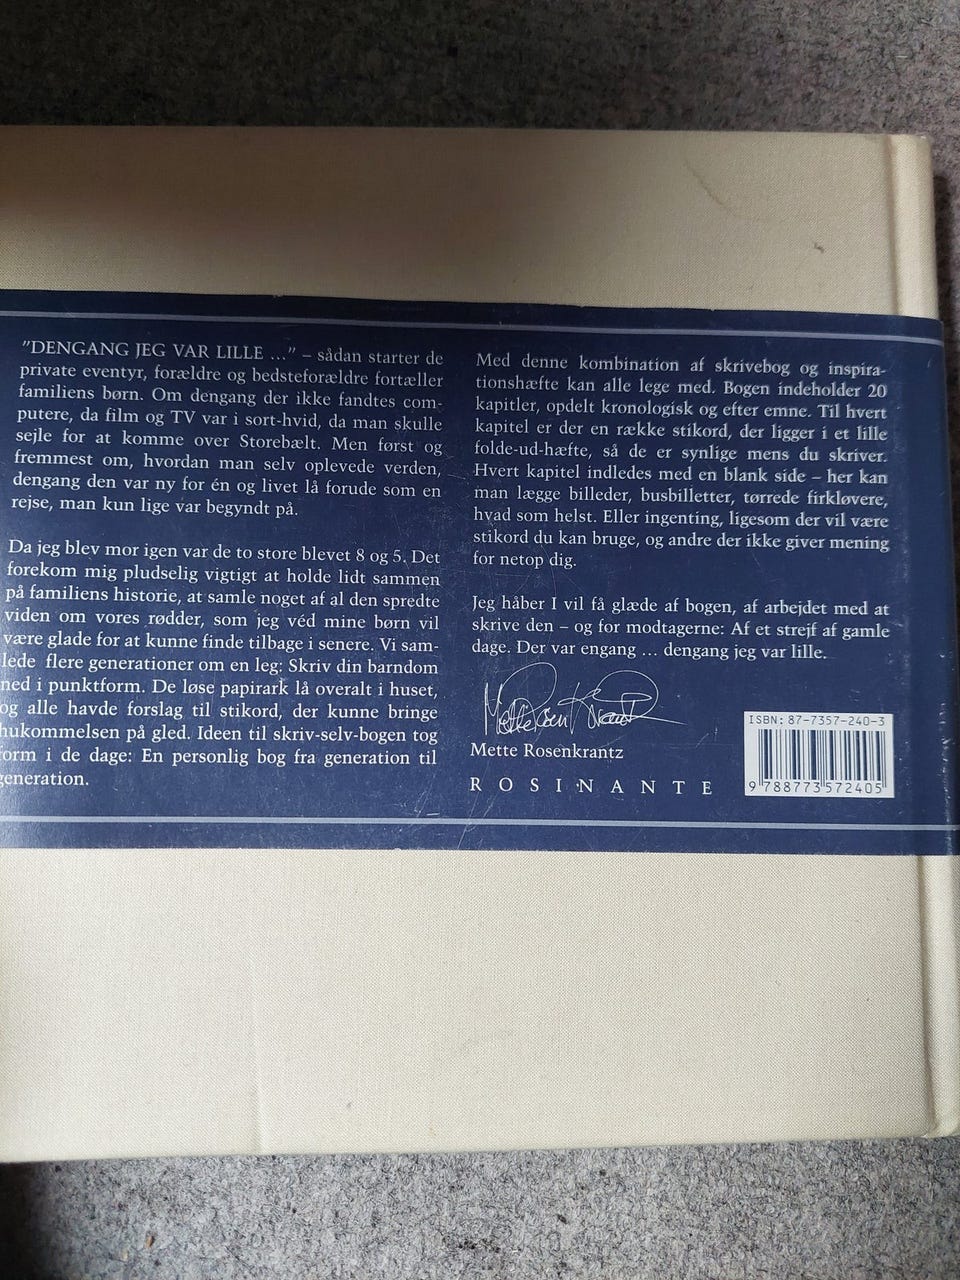 "DENGANG JEG VAR LILLE ..." – sådan starter de
private eventyr, forældre og bedsteforældre fortæller
familiens børn. Om dengang der ikke fandtes com-
putere, da film og TV var i sort-hvid, da man skulle
sejle for at komme over Storebælt. Men først og
fremmest om, hvordan man selv oplevede verden,
dengang den var ny for én og livet lå forude som en
rejse, man kun lige var begyndt på.
Da jeg blev mor igen var de to store blevet 8 og 5. Det
forekom mig pludselig vigtigt at holde lidt sammen
på familiens historie, at samle noget af al den spredte
viden om vores rødder, som jeg véd mine børn vil
være glade for at kunne finde tilbage i senere. Vi sam-
lede flere generationer om en leg: Skriv din barndom
ned i punktform. De løse papirark lå overalt i huset,
og alle havde forslag til stikord, der kunne bringe
hukommelsen på gled. Ideen til skriv-selv-bogen tog
form i de dage: En personlig bog fra generation til
generation.
Med denne kombination af skrivebog og inspira-
tionshæfte kan alle lege med. Bogen indeholder 20
kapitler, opdelt kronologisk og efter emne. Til hvert
kapitel er der en række stikord, der ligger i et lille
folde-ud-hæfte, så de er synlige mens du skriver.
Hvert kapitel indledes med en blank side – her kan
man lægge billeder, busbilletter, tørrede firkløvere,
hvad som helst. Eller ingenting, ligesom der vil være
stikord du kan bruge, og andre der ikke giver mening
for netop dig.
Jeg håber I vil få glæde af bogen, af arbejdet med at
skrive den – og for modtagerne: Af et strejf af gamle
dage. Der var engang ... dengang jeg var lille.
Mette Rosenkrantz
Mette Rosenkrantz
ROSINANTE
ISBN: 87-7357-240-3
9 788773 572405